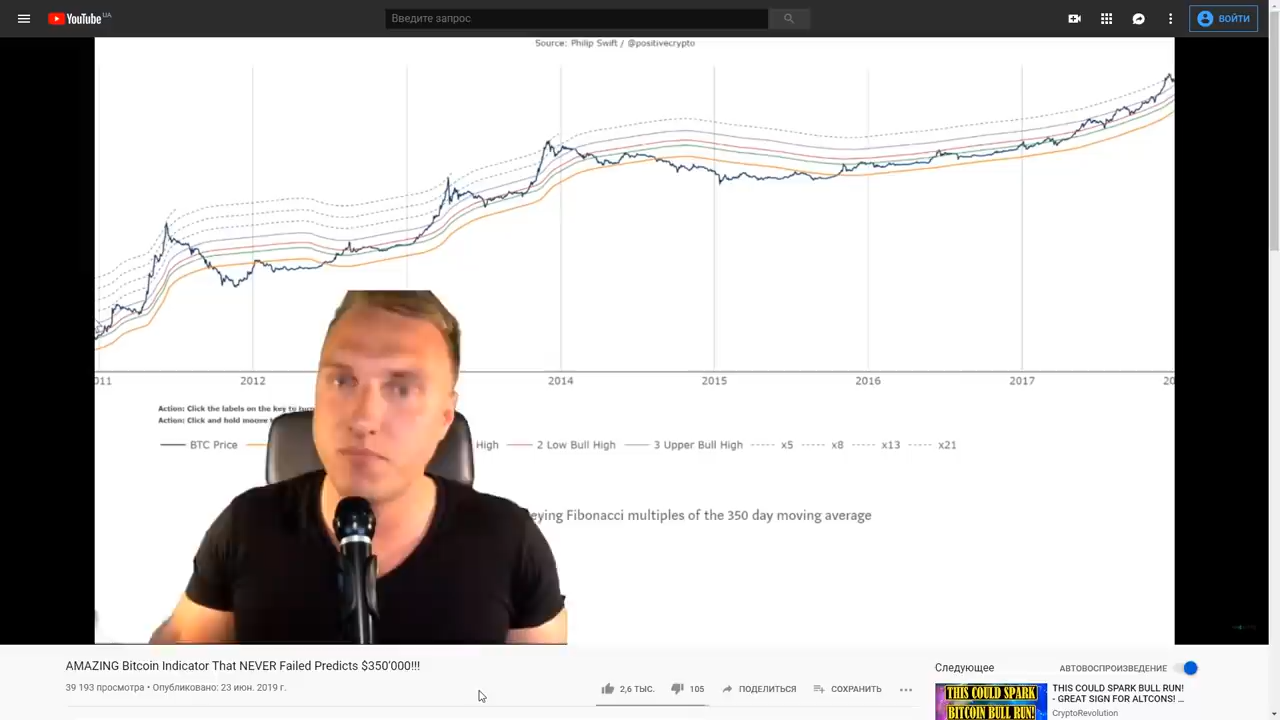 YouTube UA
Введите запрос
ВОЙТИ
Source: Philip Swift / @positivecrypto
2012
2014
2015
2016
2017
Action: Click the labels on the key to turn
Action: Click and hold
BTC Price
High
2 Low Bull High
3 Upper Bull High
x5
x8
x13
x21
Fibonacci multiples of the 350 day moving average
AMAZING Bitcoin Indicator That NEVER Failed Predicts $350'000!!!
39 193 просмотра • Опубликовано: 23 июн. 2019 г.
2,6 ТЫС.
105
ПОДЕЛИТЬСЯ
СОХРАНИТЬ
Следующее
АВТОВОСПРОИЗВЕДЕНИЕ
THIS COULD SPARK
BITCOIN BULL RUN!
THIS COULD SPARK BULL RUN!
- GREAT SIGN FOR ALTCONS! ...
CryptoRevolution